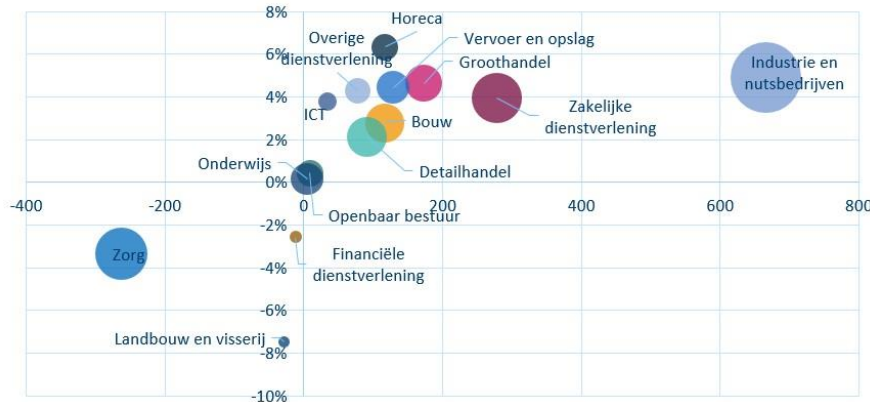 8%
Horeca
6%
Overige
dienstverlening
Vervoer en opslag
Groothandel
Industrie en
nutsbedrijven
4%
ICT
Zakelijke
dienstverlening
Bouw
2%
Detailhandel
Onderwijs
0%
-400
-200
0
200
400
600
800
Openbaar bestuur
-2%
Zorg
Financiële
dienstverlening
-4%
-6%
Landbouw en visserij
-8%
-10%